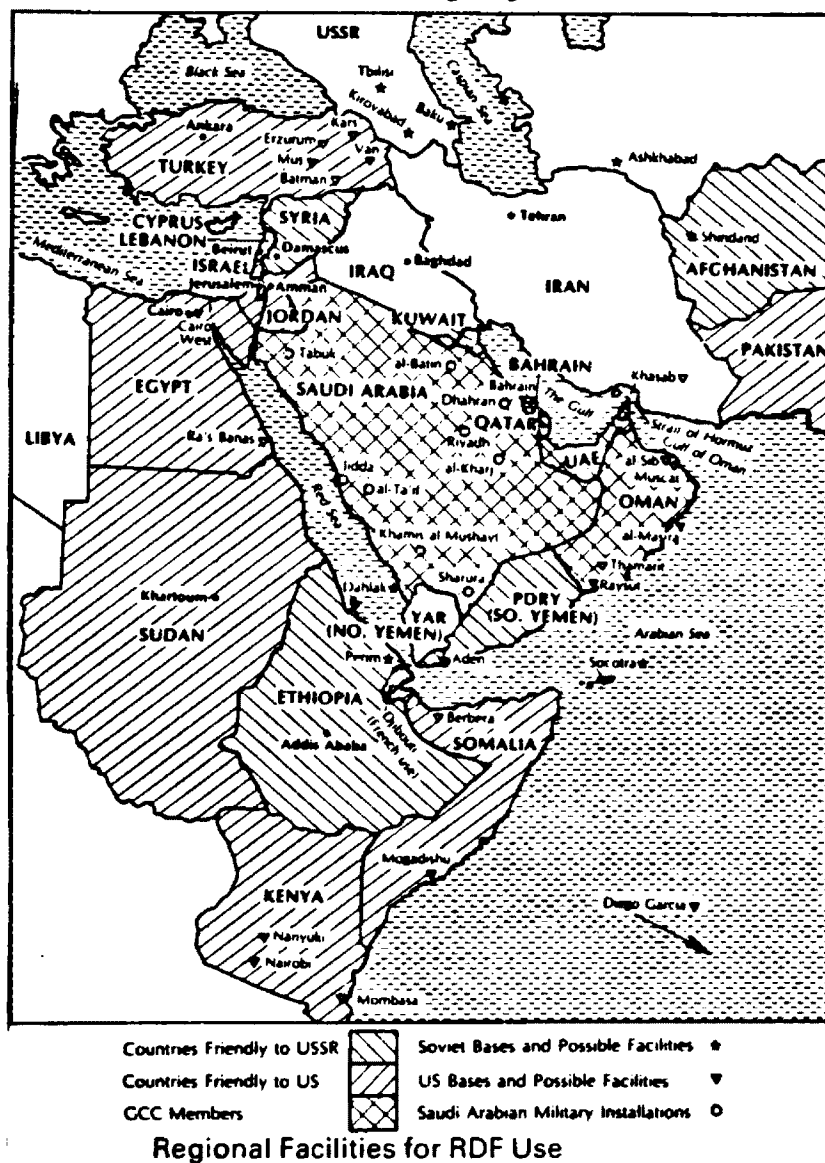 USSR
Black Sea
Tbilisi
Caspian Sea
Kirovabad
Baku
Ankara
Kars
Erzurum
Van
Mus
TURKEY
Batman
Ashkhabad
CYPRUS
SYRIA
Tehran
LEBANON
Beirut
Damascus
Shindand
Mediterranean Sea
ISRAEL
IRAQ
Baghdad
AFGHANISTAN
Jerusalem
Amman
IRAN
JORDAN
KUWAIT
Cairo
Cairo West
PAKISTAN
Tabuk
al-Batin
BAHRAIN
Khasab
EGYPT
SAUDI ARABIA
Bahrain
The Gulf
Dhahran
QATAR
Strait of Hormuz
LIBYA
Ra's Banas
Riyadh
Gulf of Oman
UAE
al-Sib
al-Kharj
Muscat
Jidda
Red Sea
al-Ta'if
OMAN
al-Masira
Khamis al Mushayt
Thamarit
Sharura
Khartoum
Dahlak
Raysut
PDRY
YAR
(SO. YEMEN)
SUDAN
(NO. YEMEN)
Arabian Sea
Perim
Aden
Socotra
ETHIOPIA
Djibouti
(French use)
Berbera
Addis Ababa
SOMALIA
Mogadishu
KENYA
Diego Garcia
Nanyuki
Nairobi
Mombasa
Countries Friendly to USSR
Soviet Bases and Possible Facilities
Countries Friendly to US
US Bases and Possible Facilities
GCC Members
Saudi Arabian Military Installations
Regional Facilities for RDF Use